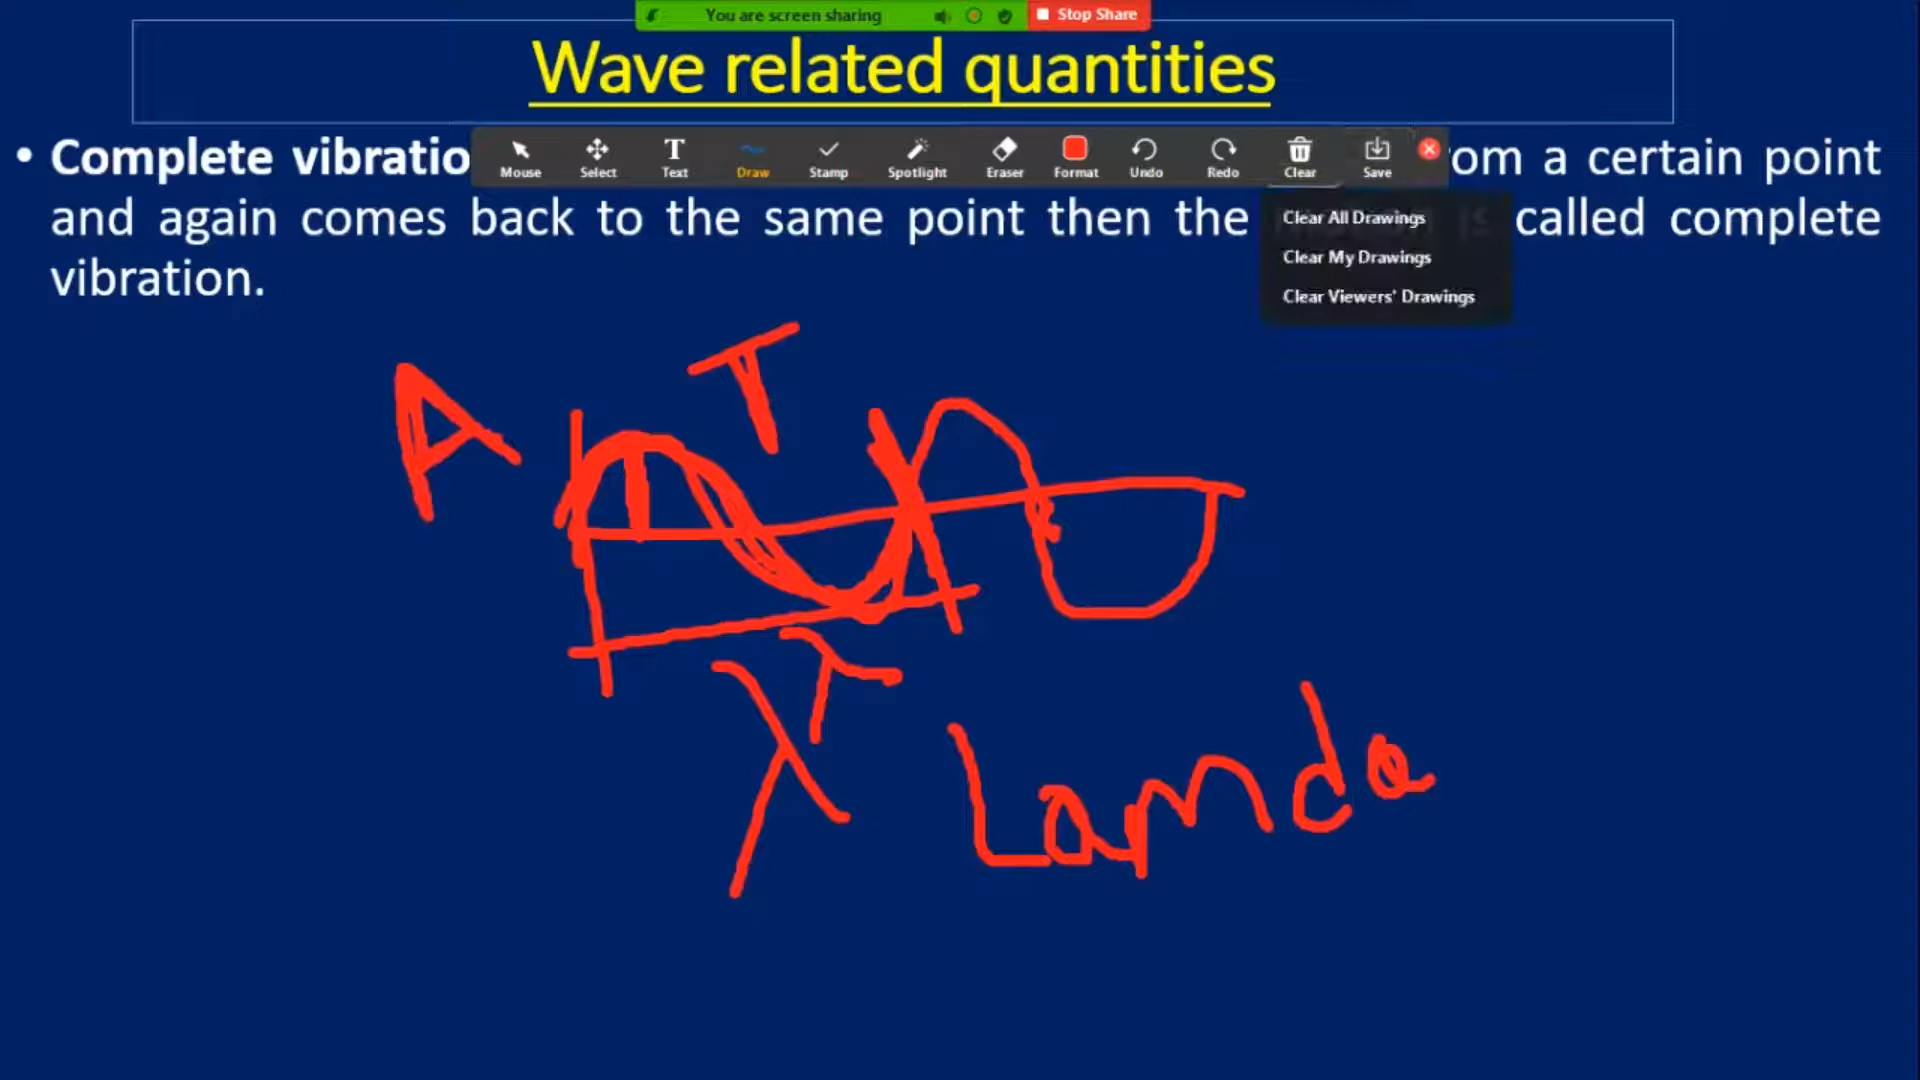 You are screen sharing Stop Share
Wave related quantities
Mouse Select Text Draw Stamp Spotlight Eraser Format Undo Redo Clear Save
• Complete vibratio om a certain point
and again comes back to the same point then the called complete
vibration.
Clear All Drawings
Clear My Drawings
Clear Viewers' Drawings
A T
λ
Lamda